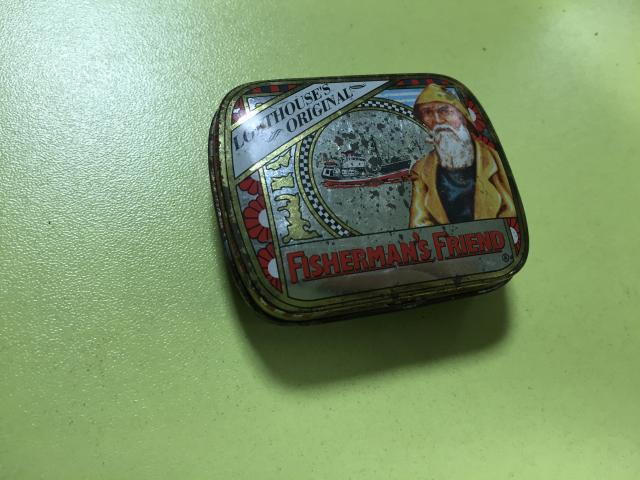 LOFTHOUSE'S
ORIGINAL
FISHERMAN'S FRIEND
®